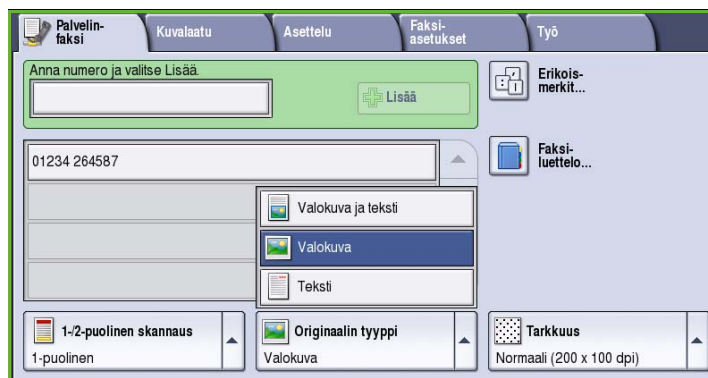 Palvelin-
faksi
Kuvalaatu
Asettelu
Faksi-
asetukset
Työ
Anna numero ja valitse Lisää.
Lisää
Erikois-
merkit...
01234 264587
Faksi-
luettelo...
Valokuva ja teksti
Valokuva
Teksti
1-/2-puolinen skannaus
1-puolinen
Originaalin tyyppi
Valokuva
Tarkkuus
Normaali (200 x 100 dpi)